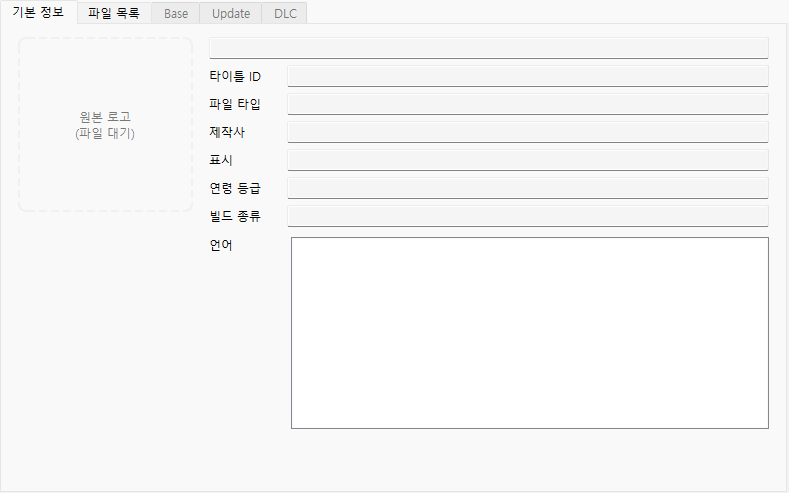 기본 정보
파일 목록
Base
Update
DLC
원본 로고
(파일 대기)
타이틀 ID
파일 타입
제작사
표시
연령 등급
빌드 종류
언어